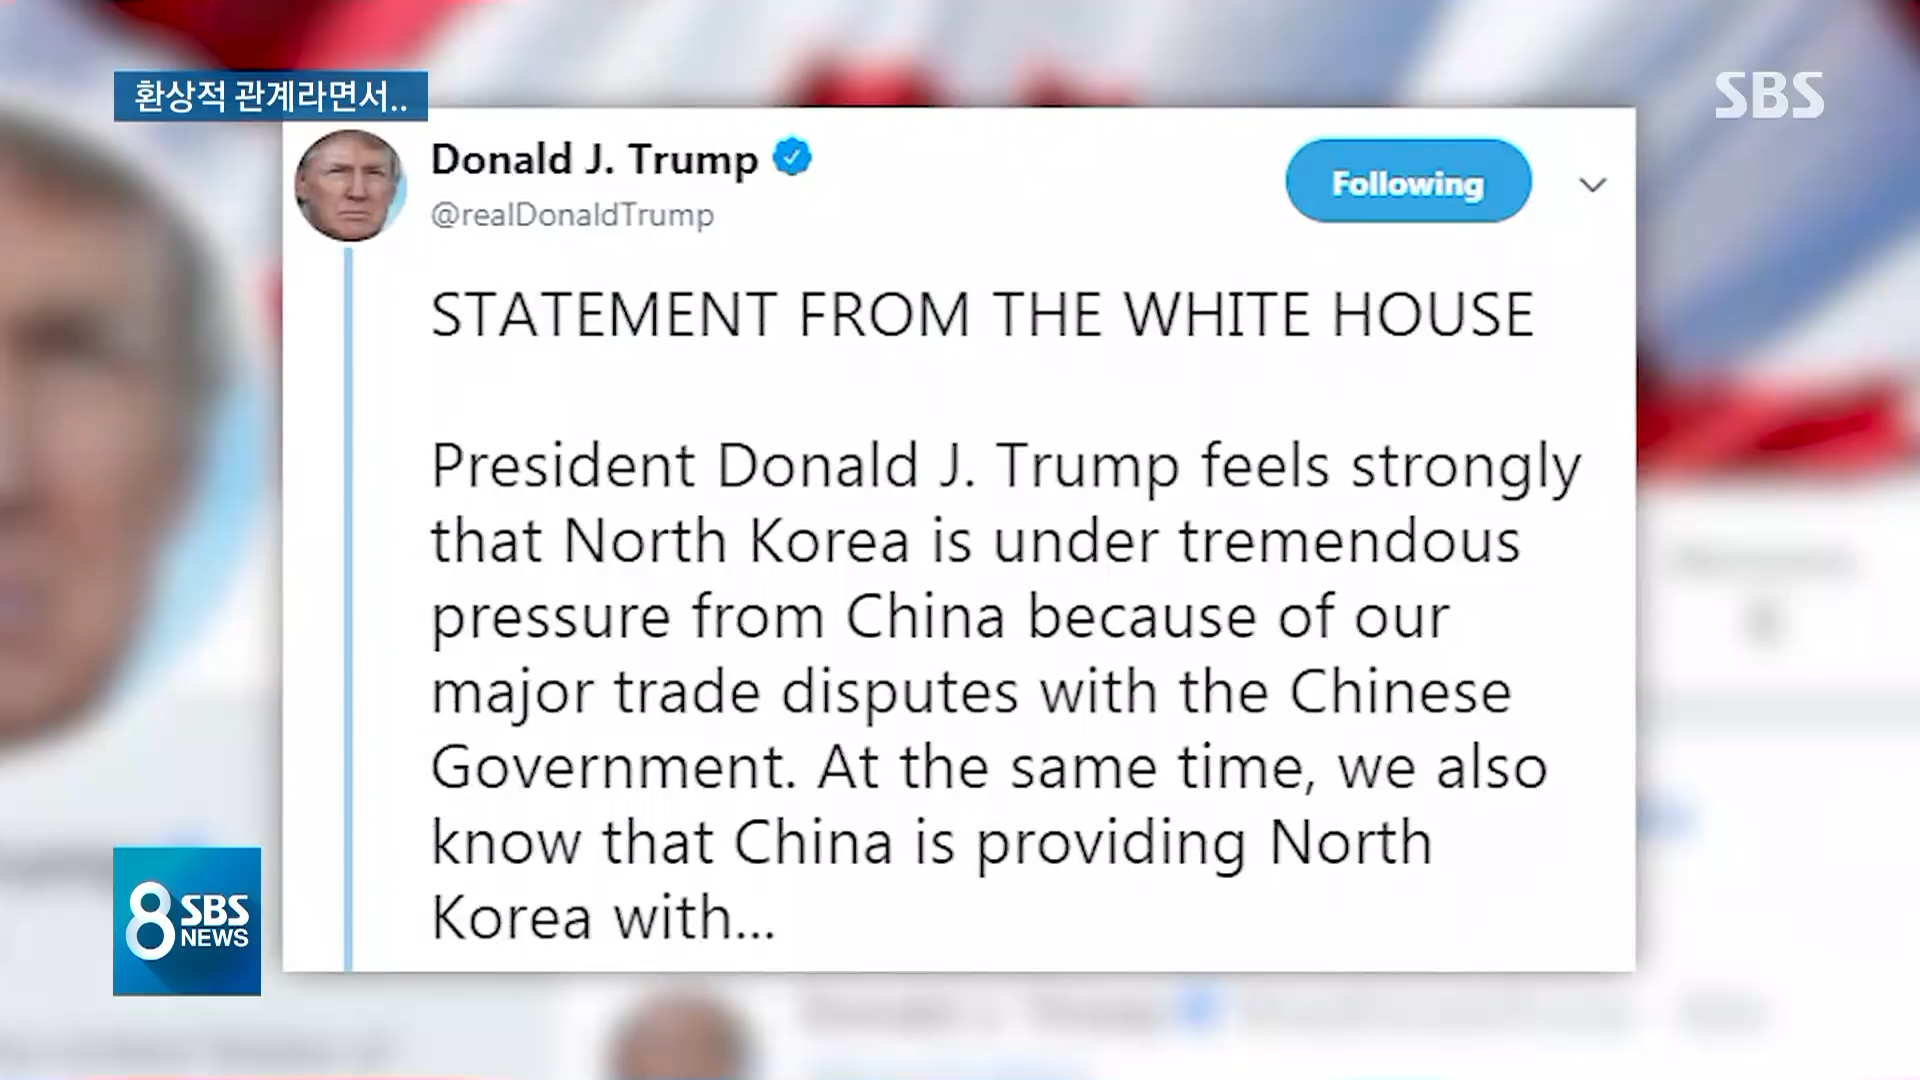 환상적 관계라면서..
SBS
Donald J. Trump
@realDonaldTrump
Following
STATEMENT FROM THE WHITE HOUSE
President Donald J. Trump feels strongly
that North Korea is under tremendous
pressure from China because of our
major trade disputes with the Chinese
Government. At the same time, we also
know that China is providing North
Korea with...
8 SBS
NEWS